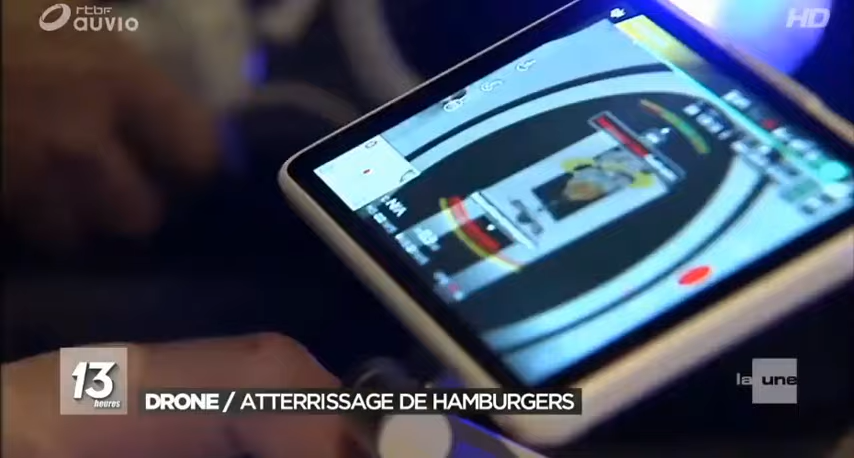 rtbf
auvio
HD
13
heures
DRONE / ATTERRISSAGE DE HAMBURGERS
la une